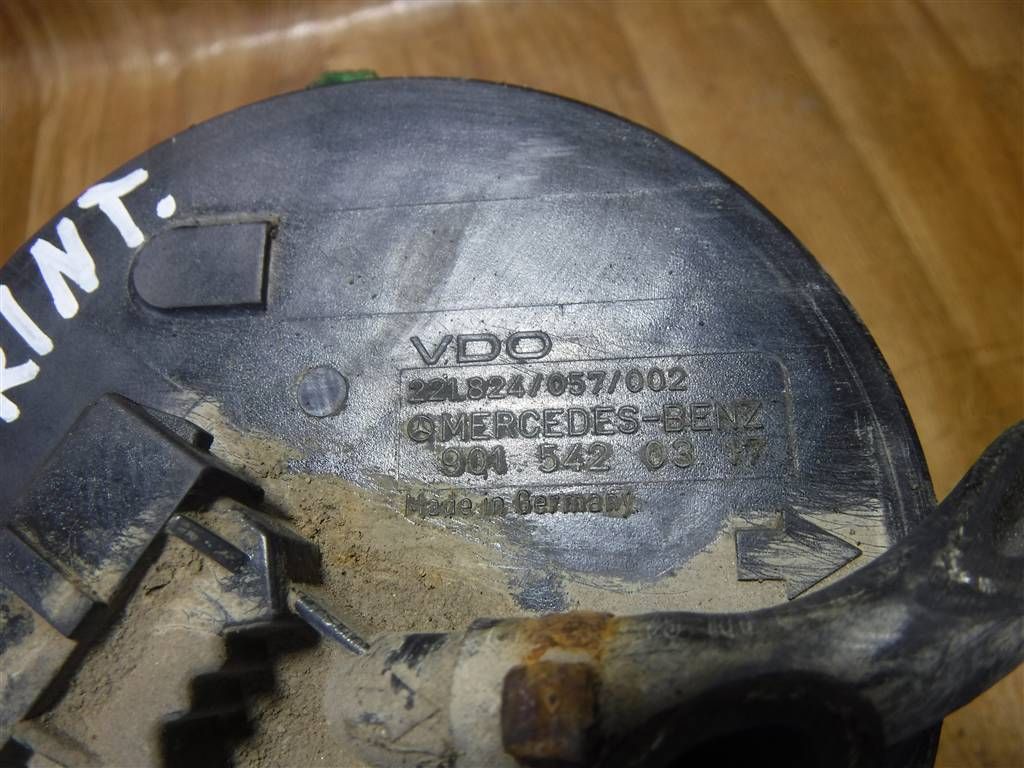 RINT.
VDO
221824/057/002
MERCEDES-BENZ
901 542 03 17
Made in Germany